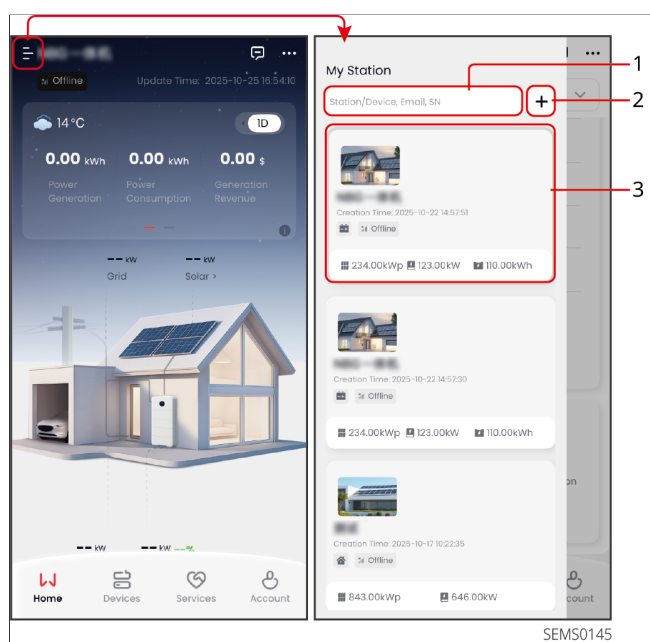 Offline
Update Time: 2025-10-25 16:54:10
14°C
1D
0.00 kWh
0.00 kWh
0.00 $
Power Generation
Power Consumption
Generation Revenue
-- kW
Grid
-- kW
Solar >
-- kW
-- kW --%
Home
Devices
Services
Account
My Station
Station/Device, Email, SN
+
1
2
3
Creation Time: 2025-10-22 14:57:51
Offline
234.00kWp
123.00kW
110.00kWh
Creation Time: 2025-10-22 14:57:30
Offline
234.00kWp
123.00kW
110.00kWh
Creation Time: 2025-10-17 10:22:35
Offline
843.00kWp
646.00kW
on
count
SEMS0145